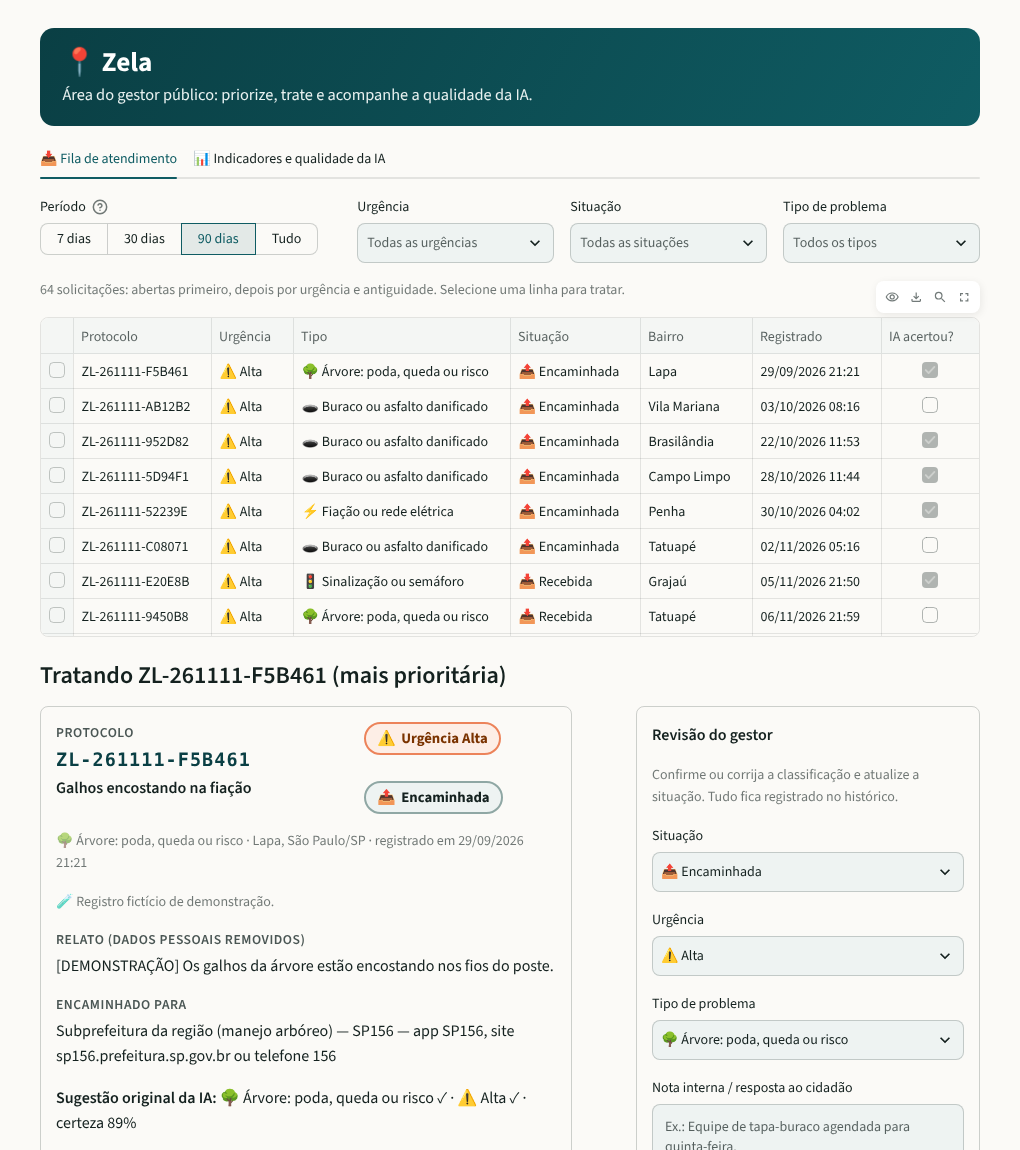 📍 Zela
Área do gestor público: priorize, trate e acompanhe a qualidade da IA.
📥 Fila de atendimento 📊 Indicadores e qualidade da IA
Período ?
7 dias 30 dias 90 dias Tudo
Urgência
Todas as urgências
Situação
Todas as situações
Tipo de problema
Todos os tipos
64 solicitações: abertas primeiro, depois por urgência e antiguidade. Selecione uma linha para tratar.
Protocolo Urgência Tipo Situação Bairro Registrado IA acertou?
ZL-261111-F5B461 ⚠️ Alta 🌳 Árvore: poda, queda ou risco 📤 Encaminhada Lapa 29/09/2026 21:21
ZL-261111-AB12B2 ⚠️ Alta 🕳️ Buraco ou asfalto danificado 📤 Encaminhada Vila Mariana 03/10/2026 08:16
ZL-261111-952D82 ⚠️ Alta 🕳️ Buraco ou asfalto danificado 📤 Encaminhada Brasilândia 22/10/2026 11:53
ZL-261111-5D94F1 ⚠️ Alta 🕳️ Buraco ou asfalto danificado 📤 Encaminhada Campo Limpo 28/10/2026 11:44
ZL-261111-52239E ⚠️ Alta ⚡ Fiação ou rede elétrica 📤 Encaminhada Penha 30/10/2026 04:02
ZL-261111-C08071 ⚠️ Alta 🕳️ Buraco ou asfalto danificado 📤 Encaminhada Tatuapé 02/11/2026 05:16
ZL-261111-E20E8B ⚠️ Alta 🚦 Sinalização ou semáforo 📥 Recebida Grajaú 05/11/2026 21:50
ZL-261111-9450B8 ⚠️ Alta 🌳 Árvore: poda, queda ou risco 📥 Recebida Tatuapé 06/11/2026 21:59
Tratando ZL-261111-F5B461 (mais prioritária)
PROTOCOLO
ZL-261111-F5B461
Galhos encostando na fiação
⚠️ Urgência Alta
📤 Encaminhada
🌳 Árvore: poda, queda ou risco · Lapa, São Paulo/SP · registrado em 29/09/2026
21:21
🧪 Registro fictício de demonstração.
RELATO (DADOS PESSOAIS REMOVIDOS)
[DEMONSTRAÇÃO] Os galhos da árvore estão encostando nos fios do poste.
ENCAMINHADO PARA
Subprefeitura da região (manejo arbóreo) — SP156 — app SP156, site
sp156.prefeitura.sp.gov.br ou telefone 156
Sugestão original da IA: 🌳 Árvore: poda, queda ou risco ✓ · ⚠️ Alta ✓ ·
certeza 89%
Revisão do gestor
Confirme ou corrija a classificação e atualize a
situação. Tudo fica registrado no histórico.
Situação
📤 Encaminhada
Urgência
⚠️ Alta
Tipo de problema
🌳 Árvore: poda, queda ou risco
Nota interna / resposta ao cidadão
Ex.: Equipe de tapa-buraco agendada para
quinta-feira.